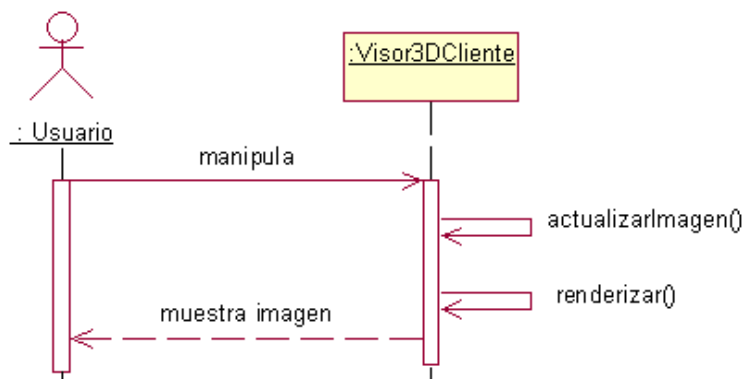 :Visor3DCliente
: Usuario
manipula
actualizarImagen()
renderizar()
muestra imagen